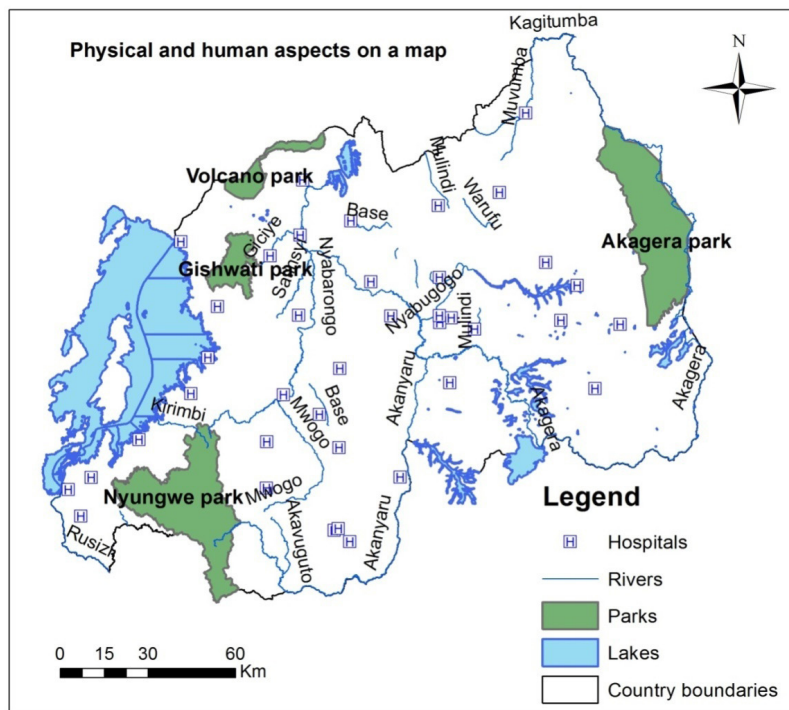 Kagitumba
Physical and human aspects on a map
N
Muvumba
Mulindi
Volcano park
Warufu
Base
Giciye
Akagera park
Gishwati park
Satinsyi
Nyabarongo
Nyabugogo
Mulindi
Akanyaru
Akagera
Base
Kirimbi
Mwogo
Akagera
Nyungwe park
Mwogo
Legend
Akavuguto
Akanyaru
Rusizi
H Hospitals
Rivers
Parks
Lakes
Country boundaries
0 15 30 60
Km